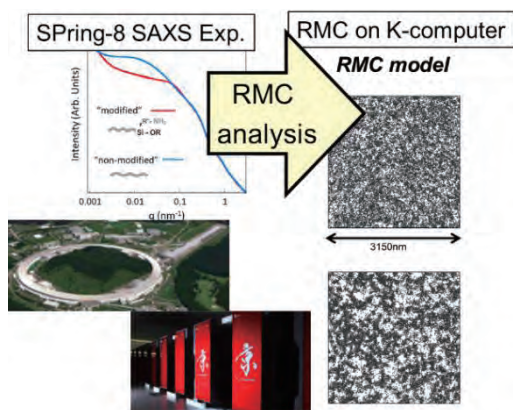 SPring-8 SAXS Exp.
RMC on K-computer
RMC model
RMC
analysis
Intensity (Arb. Units)
"modified"
Si - OR
"non-modified"
0.001
0.01
0.1
1
q (nm⁻¹)
3150nm
京
京
京